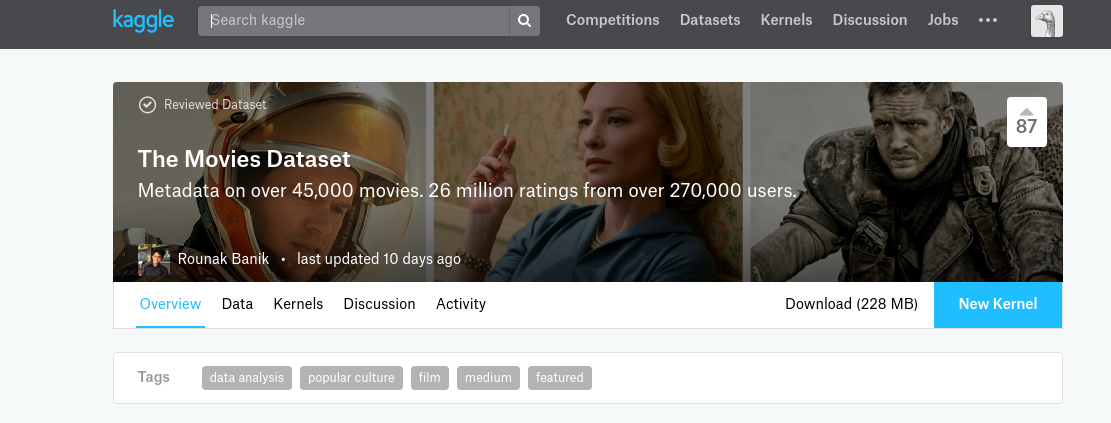 kaggle
Search kaggle
Competitions Datasets Kernels Discussion Jobs •••
Reviewed Dataset
87
The Movies Dataset
Metadata on over 45,000 movies. 26 million ratings from over 270,000 users.
Rounak Banik • last updated 10 days ago
Overview Data Kernels Discussion Activity Download (228 MB) New Kernel
Tags data analysis popular culture film medium featured